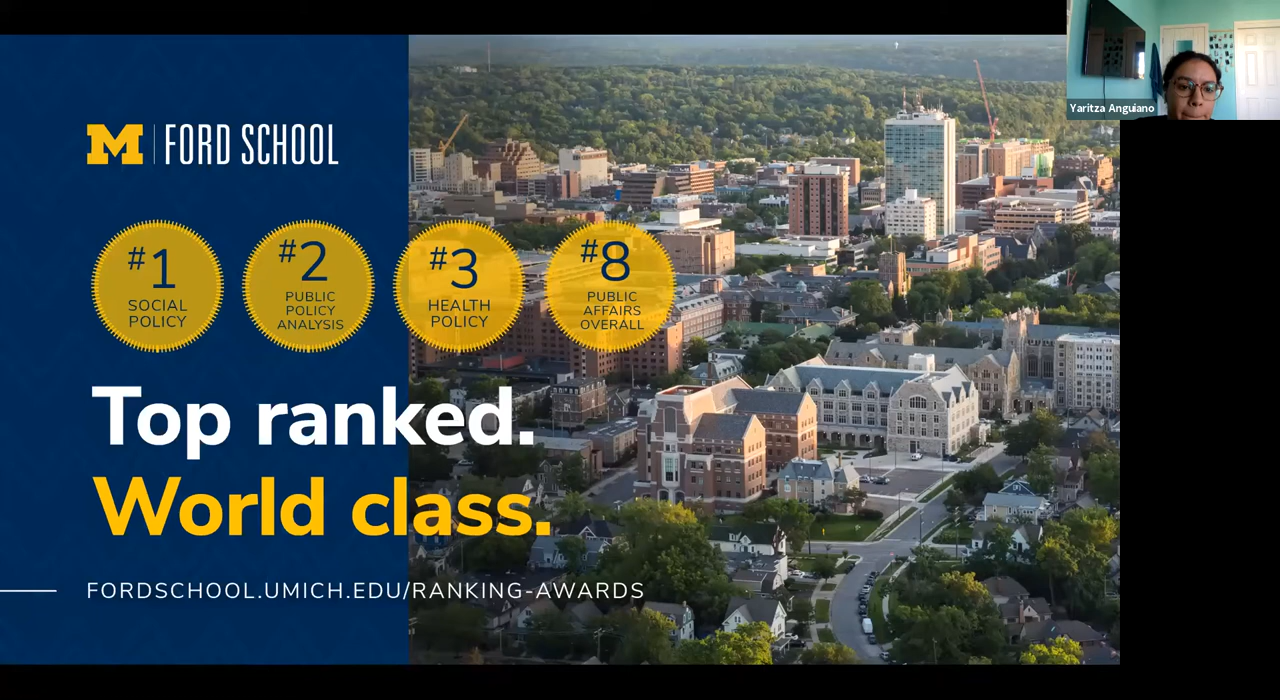 M | FORD SCHOOL
#1
SOCIAL
POLICY
#2
PUBLIC
POLICY
ANALYSIS
#3
HEALTH
POLICY
#8
PUBLIC
AFFAIRS
OVERALL
Top ranked.
World class.
FORDSCHOOL.UMICH.EDU/RANKING-AWARDS
Yaritza Anguiano